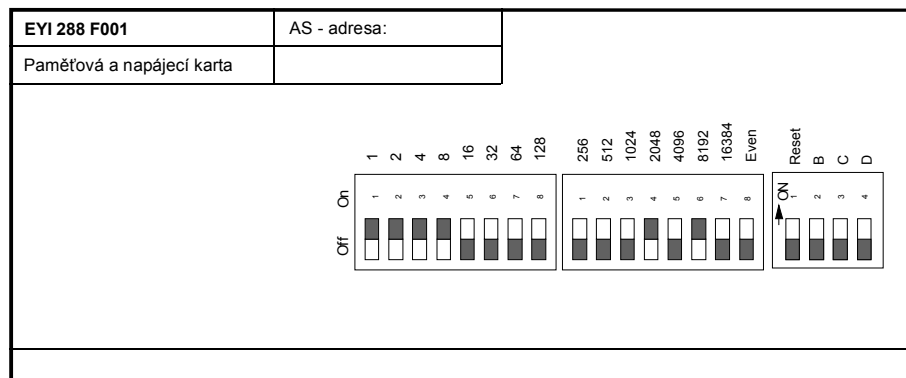 EYI 288 F001
AS - adresa:
Paměťová a napájecí karta
1 2 4 8 16 32 64 128
256 512 1024 2048 4096 8192 16384 Even
Reset B C D
On
1 2 3 4 5 6 7 8
1 2 3 4 5 6 7 8
ON
1 2 3 4
Off